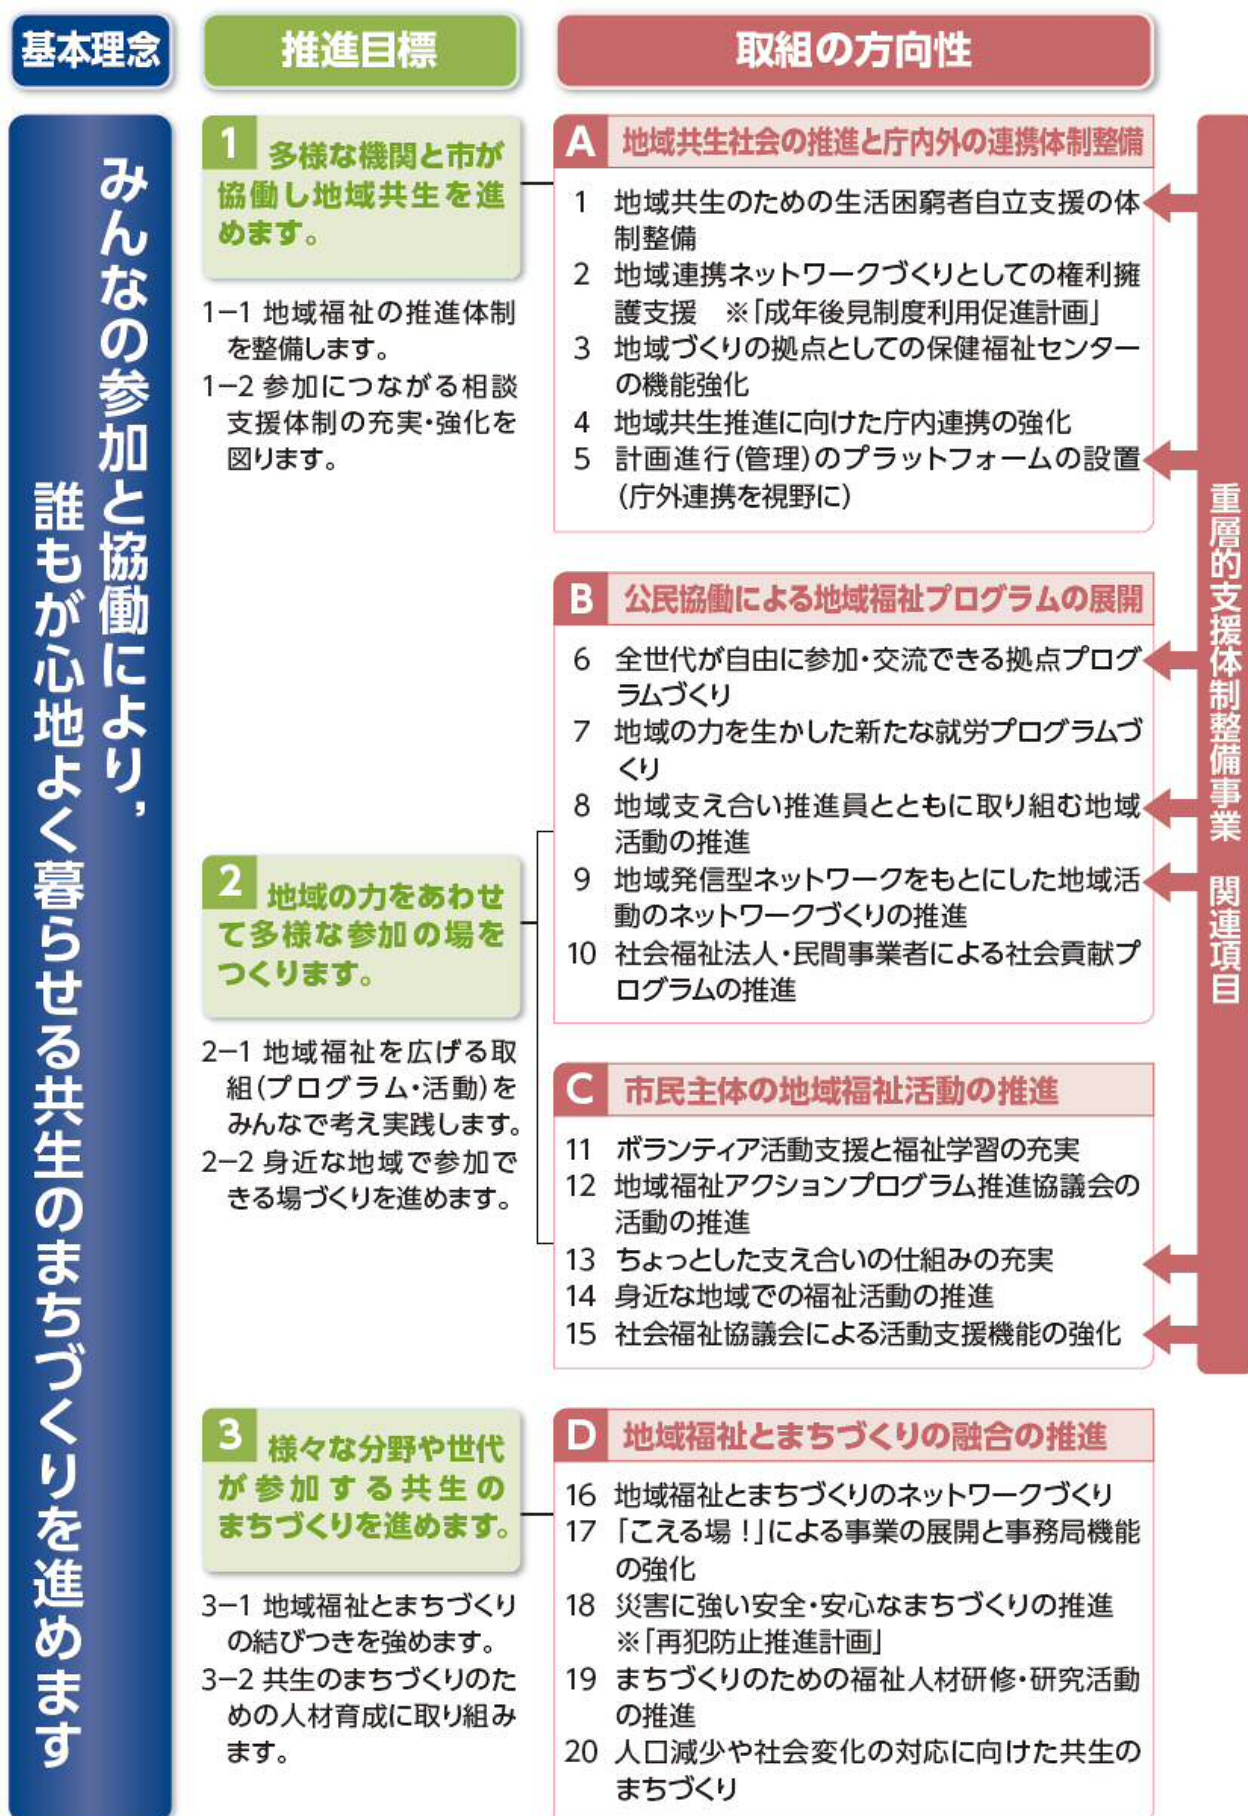 基本理念
推進目標
取組の方向性
みんなの参加と協働により,
誰もが心地よく暮らせる共生のまちづくりを進めます
1 多様な機関と市が
協働し地域共生を進
めます。
1−1 地域福祉の推進体制
を整備します。
1−2 参加につながる相談
支援体制の充実・強化を
図ります。
2 地域の力をあわせ
て多様な参加の場を
つくります。
2−1 地域福祉を広げる取
組(プログラム・活動)を
みんなで考え実践します。
2−2 身近な地域で参加で
きる場づくりを進めます。
3 様々な分野や世代
が参加する共生の
まちづくりを進めます。
3−1 地域福祉とまちづくり
の結びつきを強めます。
3−2 共生のまちづくりのた
めの人材育成に取り組み
ます。
A 地域共生社会の推進と庁内外の連携体制整備
1 地域共生のための生活困窮者自立支援の体
制整備
2 地域連携ネットワークづくりとしての権利擁
護支援 ※「成年後見制度利用促進計画」
3 地域づくりの拠点としての保健福祉センター
の機能強化
4 地域共生推進に向けた庁内連携の強化
5 計画進行(管理)のプラットフォームの設置
(庁外連携を視野に)
B 公民協働による地域福祉プログラムの展開
6 全世代が自由に参加・交流できる拠点プログ
ラムづくり
7 地域の力を生かした新たな就労プログラムづ
くり
8 地域支え合い推進員とともに取り組む地域
活動の推進
9 地域発信型ネットワークをもとにした地域活
動のネットワークづくりの推進
10 社会福祉法人・民間事業者による社会貢献プ
ログラムの推進
C 市民主体の地域福祉活動の推進
11 ボランティア活動支援と福祉学習の充実
12 地域福祉アクションプログラム推進協議会の
活動の推進
13 ちょっとした支え合いの仕組みの充実
14 身近な地域での福祉活動の推進
15 社会福祉協議会による活動支援機能の強化
D 地域福祉とまちづくりの融合の推進
16 地域福祉とまちづくりのネットワークづくり
17 「こえる場!」による事業の展開と事務局機能
の強化
18 災害に強い安全・安心なまちづくりの推進
※「再犯防止推進計画」
19 まちづくりのための福祉人材研修・研究活動
の推進
20 人口減少や社会変化の対応に向けた共生の
まちづくり
重層的支援体制整備事業 関連項目